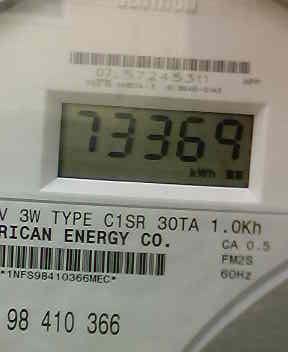 73369
kWh
V 3W TYPE C1SR 30TA 1.0Kh
RICAN ENERGY CO.
CA 0.5
FM2S
60Hz
*1NFS98410366MEC*
98 410 366